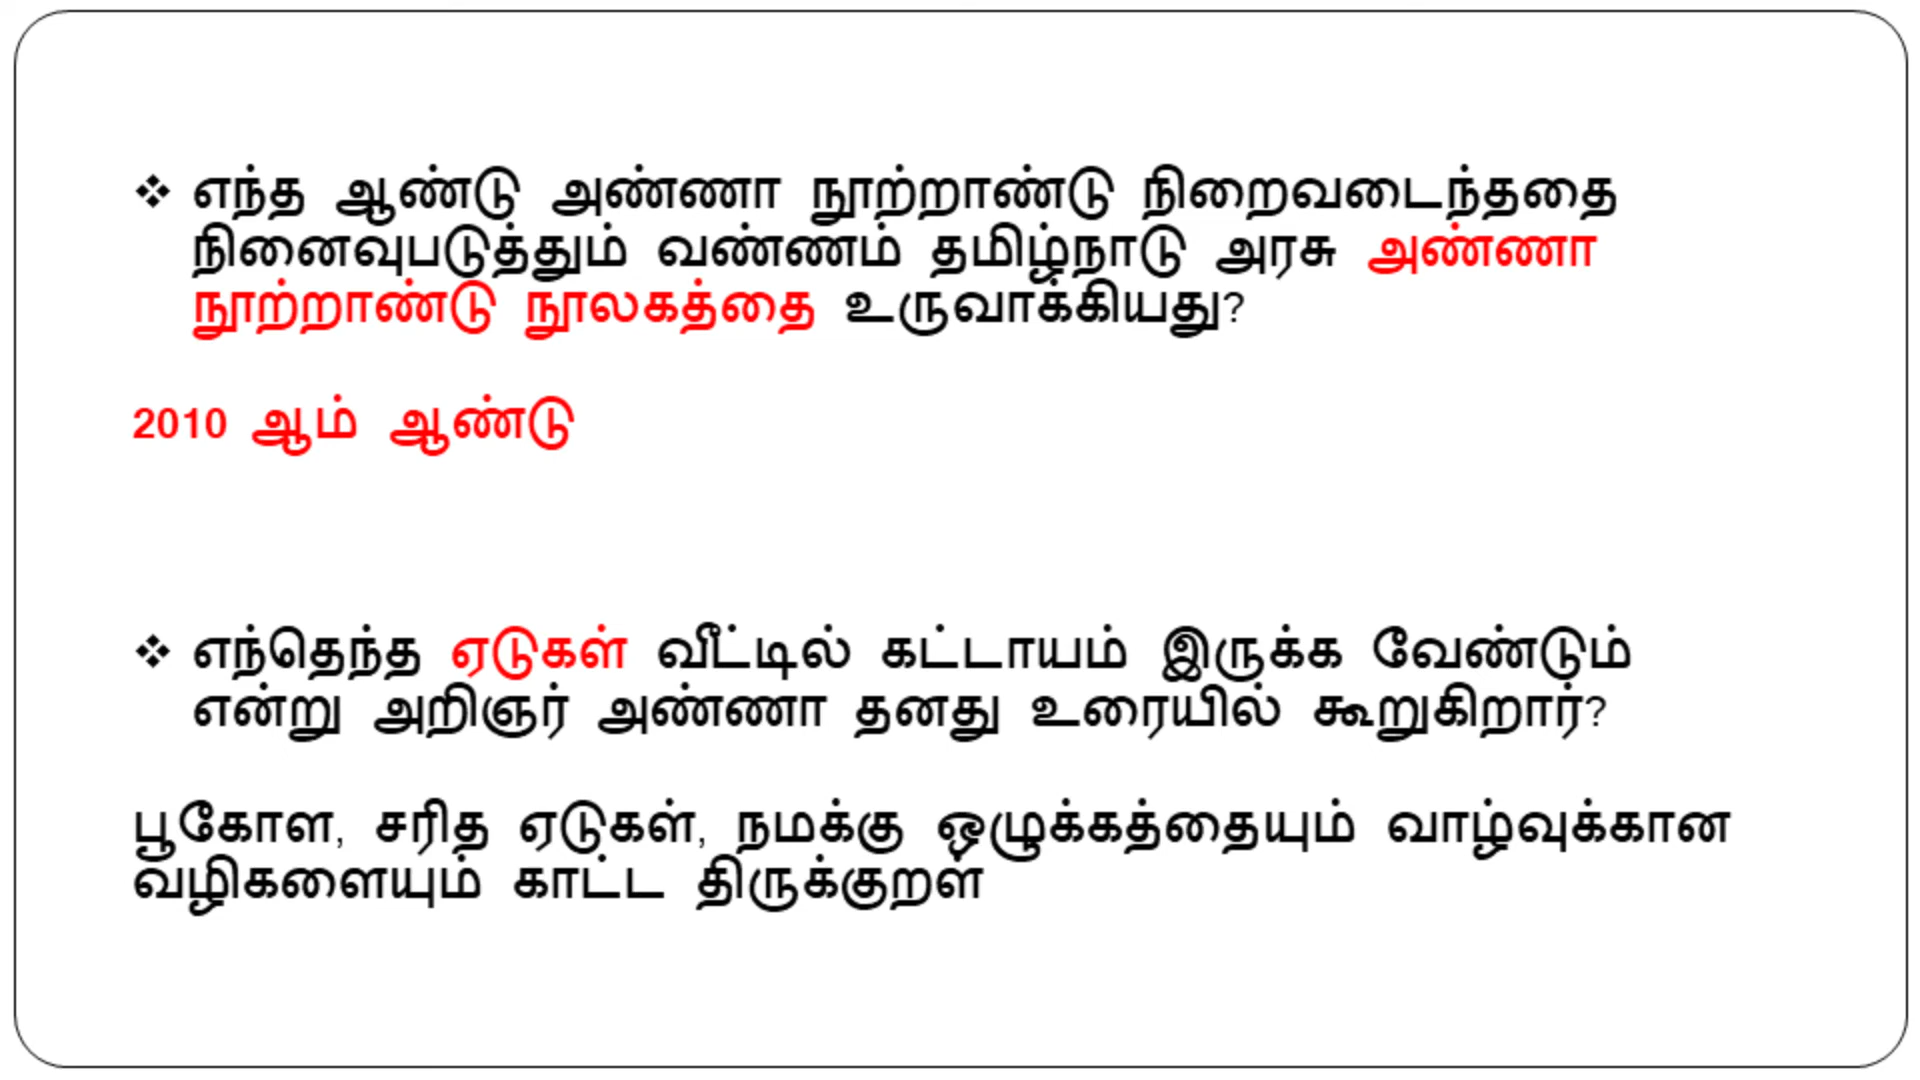 ❖ எந்த ஆண்டு அண்ணா நூற்றாண்டு நிறைவடைந்ததை
நினைவுபடுத்தும் வண்ணம் தமிழ்நாடு அரசு அண்ணா
நூற்றாண்டு நூலகத்தை உருவாக்கியது?
2010 ஆம் ஆண்டு
❖ எந்தெந்த ஏடுகள் வீட்டில் கட்டாயம் இருக்க வேண்டும்
என்று அறிஞர் அண்ணா தனது உரையில் கூறுகிறார்?
பூகோள, சரித ஏடுகள், நமக்கு ஒழுக்கத்தையும் வாழ்வுக்கான
வழிகளையும் காட்ட திருக்குறள்